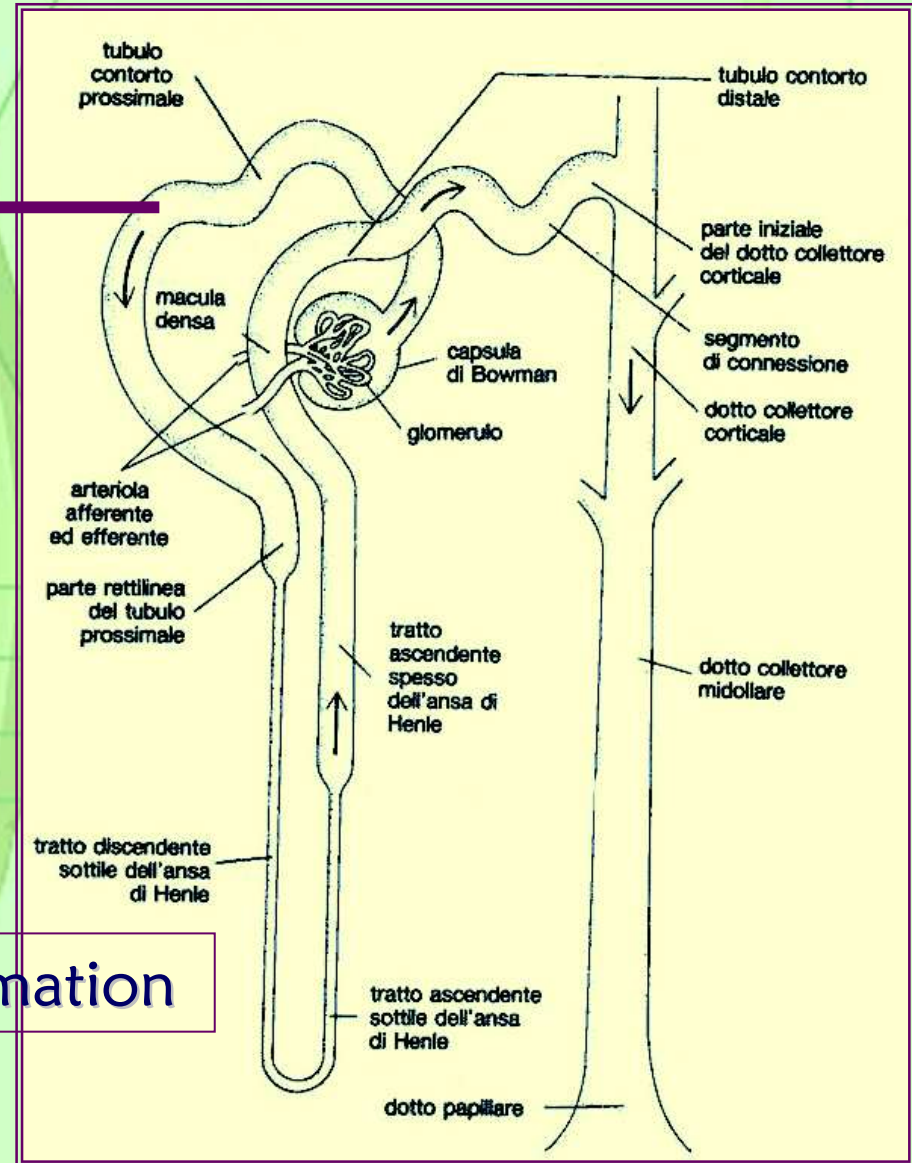 tubulo
contorto
prossimale
tubulo contorto
distale
parte iniziale
del dotto collettore
corticale
macula
densa
capsula
di Bowman
segmento
di connessione
glomerulo
dotto collettore
corticale
arteriola
afferente
ed efferente
parte rettilinea
del tubulo
prossimale
tratto
ascendente
spesso
dell'ansa di
Henle
dotto collettore
midollare
tratto discendente
sottile dell'ansa
di Henle
mation
tratto ascendente
sottile dell'ansa
di Henle
dotto papillare